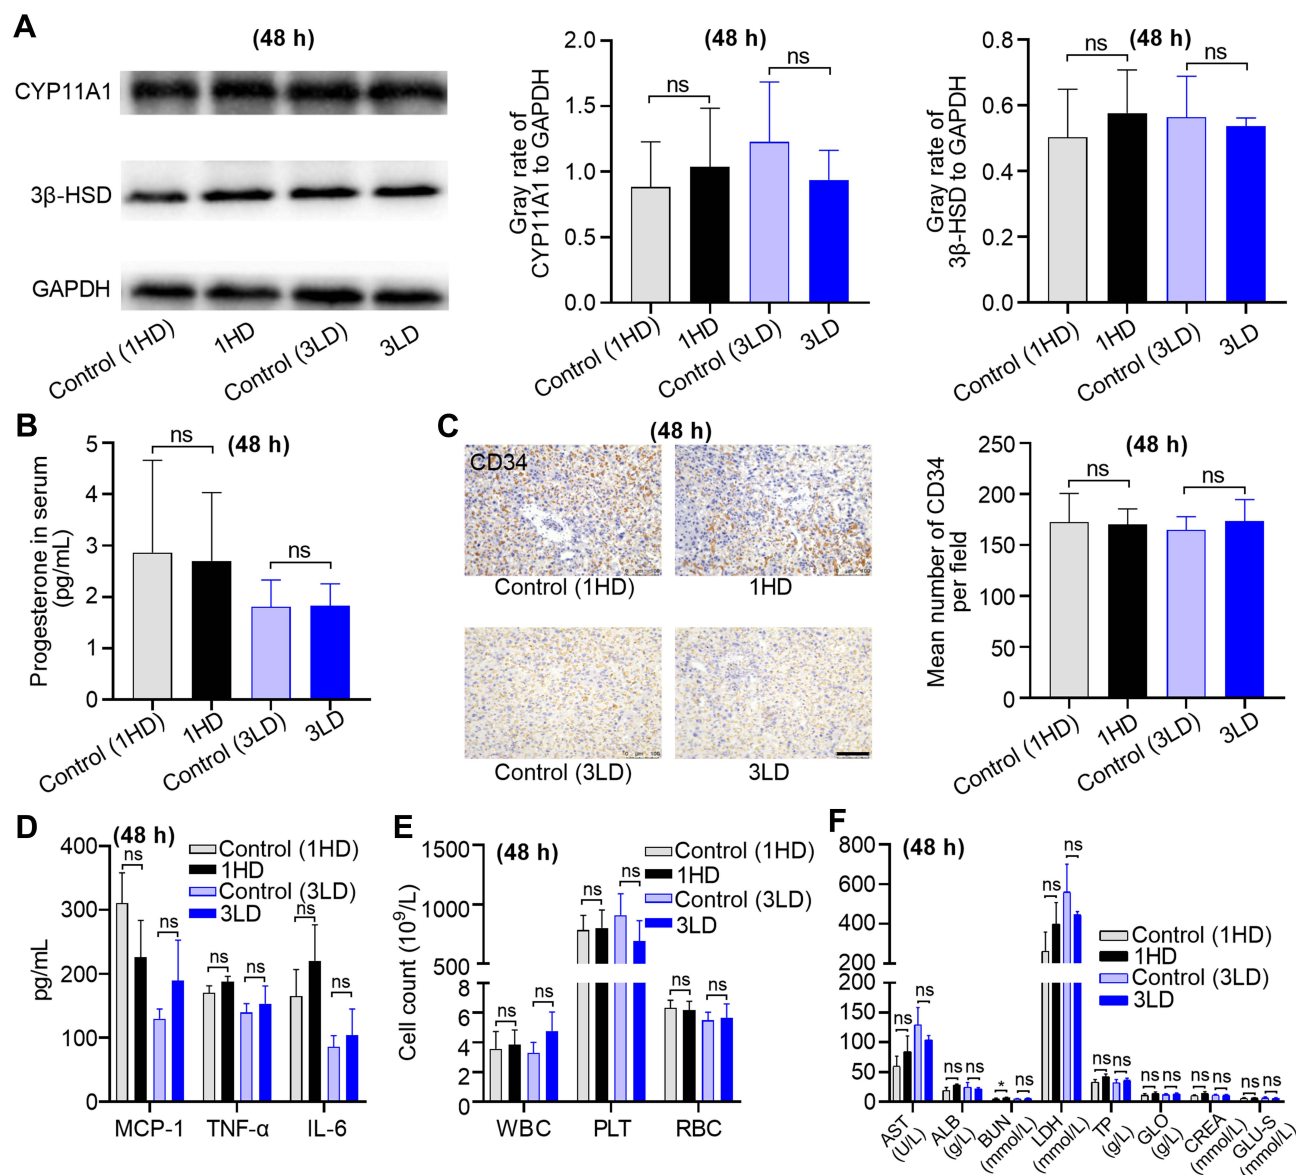 A
(48 h)
CYP11A1
3β-HSD
GAPDH
Control (1HD)
1HD
Control (3LD)
3LD
(48 h)
Gray rate of
CYP11A1 to GAPDH
2.0
1.5
1.0
0.5
0.0
ns
ns
Control (1HD)
1HD
Control (3LD)
3LD
(48 h)
Gray rate of
3β-HSD to GAPDH
0.8
0.6
0.4
0.2
0.0
ns
ns
Control (1HD)
1HD
Control (3LD)
3LD
B
(48 h)
Progesterone in serum
(pg/mL)
5
4
3
2
1
0
ns
ns
Control (1HD)
1HD
Control (3LD)
3LD
C
(48 h)
CD34
Control (1HD)
1HD
Control (3LD)
3LD
(48 h)
Mean number of CD34
per field
250
200
150
100
50
0
ns
ns
Control (1HD)
1HD
Control (3LD)
3LD
D
(48 h)
pg/mL
400
300
200
100
0
Control (1HD)
1HD
Control (3LD)
3LD
ns
ns
ns
ns
ns
ns
MCP-1
TNF-α
IL-6
E
(48 h)
Cell count (10⁹/L)
1500
1000
500
8
6
4
2
0
Control (1HD)
1HD
Control (3LD)
3LD
ns
ns
ns
ns
ns
ns
WBC
PLT
RBC
F
(48 h)
800
600
400
200
200
150
100
50
0
Control (1HD)
1HD
Control (3LD)
3LD
ns
ns
ns
ns
*
ns
ns
ns
ns
ns
ns
ns
ns
ns
ns
ns
AST
(U/L)
ALB
(g/L)
BUN
(mmol/L)
LDH
(mmol/L)
TP
(g/L)
GLO
(g/L)
CREA
(mmol/L)
GLU-S
(mmol/L)